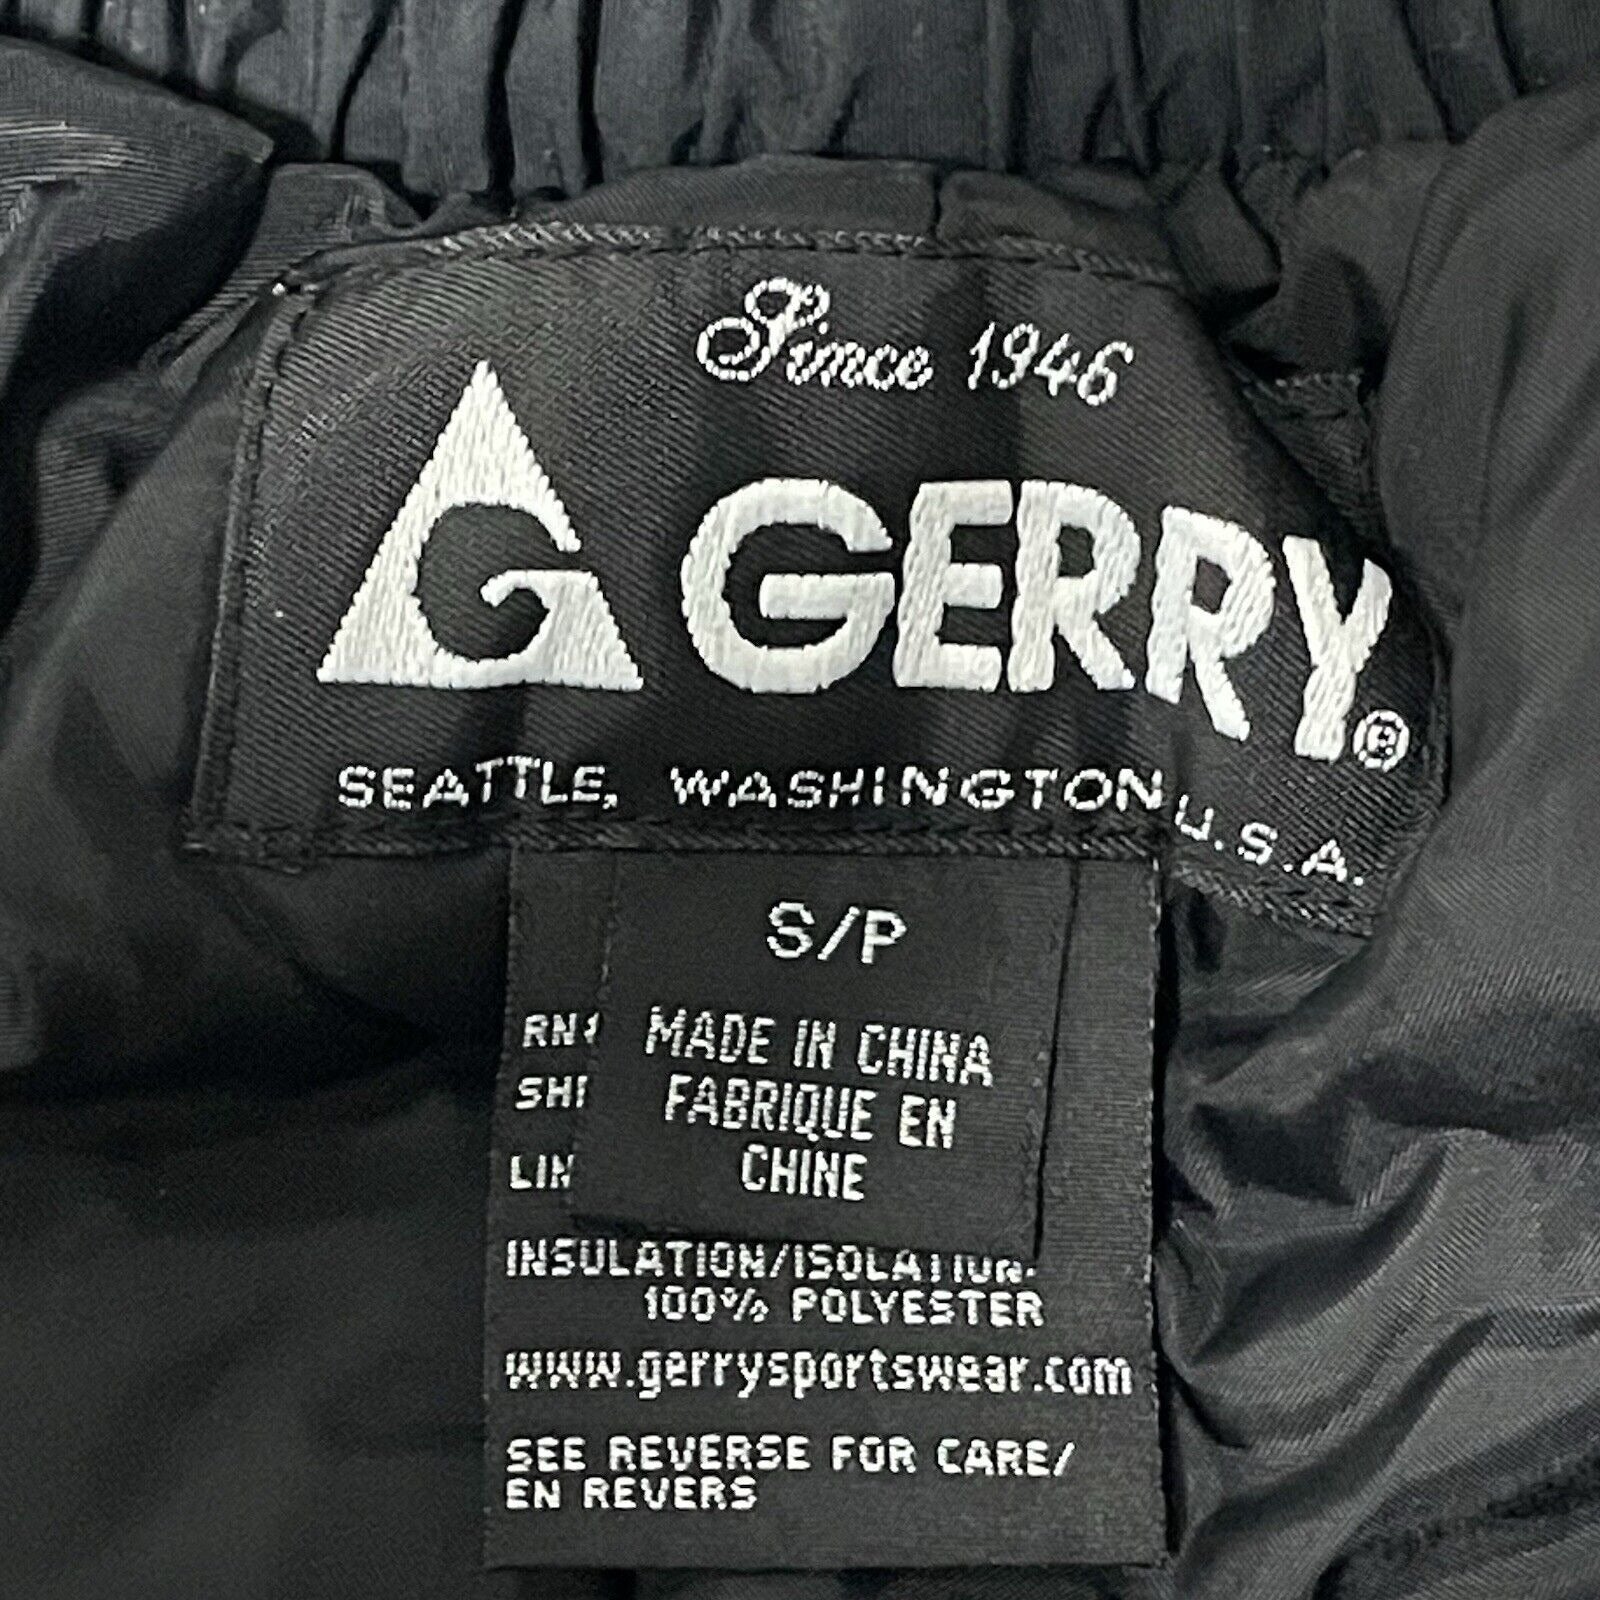 Since 1946
G GERRY®
SEATTLE, WASHINGTON U.S.A.
S/P
MADE IN CHINA
FABRIQUE EN
CHINE
INSULATION/ISOLATION:
100% POLYESTER
www.gerrysportswear.com
SEE REVERSE FOR CARE/
EN REVERS